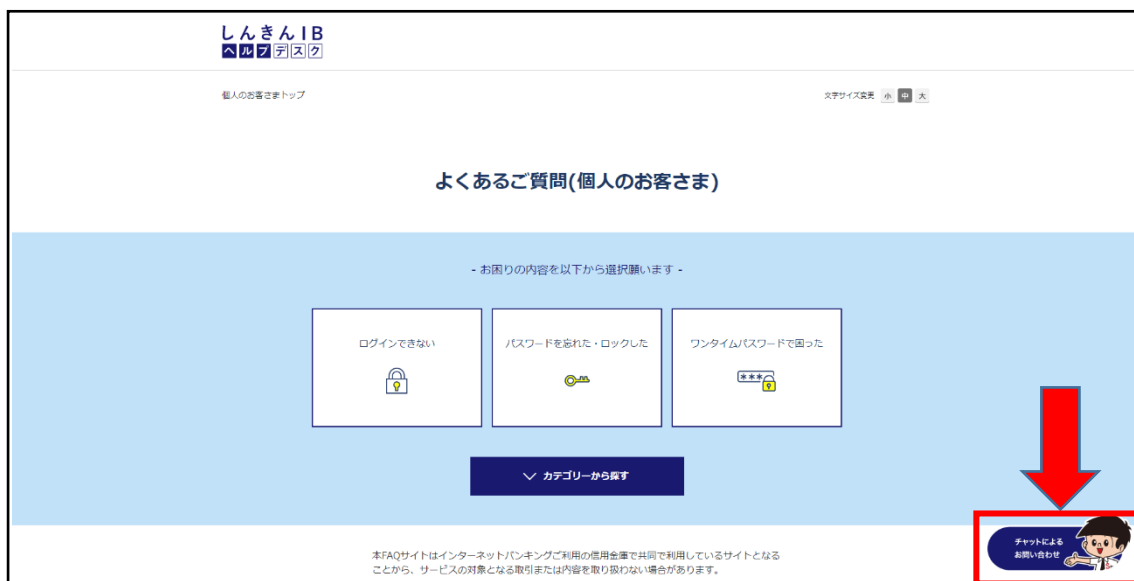 しんきんIB
ヘルプデスク
個人のお客さまトップ
文字サイズ変更 小 中 大
よくあるご質問(個人のお客さま)
- お困りの内容を以下から選択願います -
ログインできない
パスワードを忘れた・ロックした
ワンタイムパスワードで困った
***
カテゴリーから探す
チャットによる
お問い合わせ
本FAQサイトはインターネットバンキングご利用の信用金庫で共同で利用しているサイトとなる
ことから、サービスの対象となる取引または内容を取り扱わない場合があります。